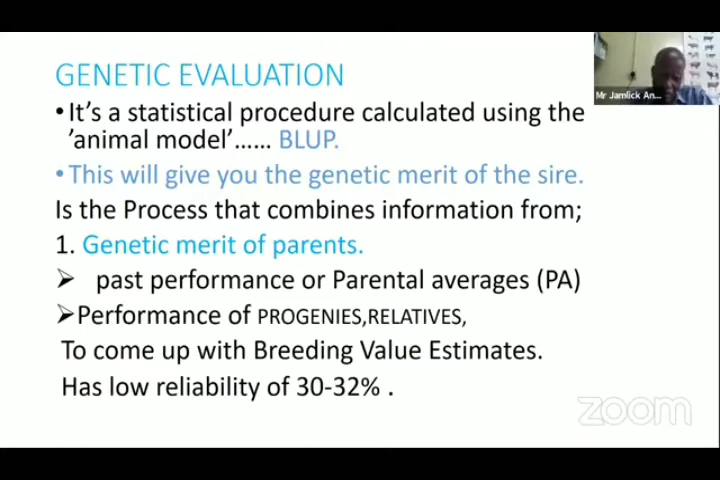 GENETIC EVALUATION
•It's a statistical procedure calculated using the
'animal model'...... BLUP.
•This will give you the genetic merit of the sire.
Is the Process that combines information from;
1. Genetic merit of parents.
➢ past performance or Parental averages (PA)
➢Performance of PROGENIES,RELATIVES,
To come up with Breeding Value Estimates.
Has low reliability of 30-32% .
Mr Jamlick An...
zoom